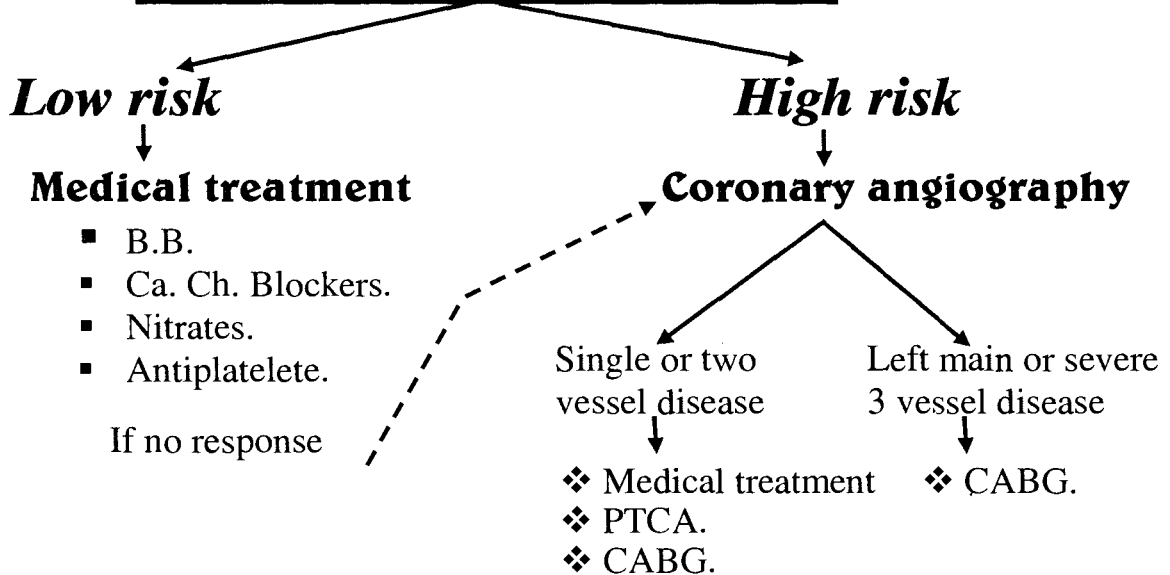 Low risk
High risk
Medical treatment
Coronary angiography
▪ B.B.
▪ Ca. Ch. Blockers.
▪ Nitrates.
▪ Antiplatelete.
If no response
Single or two
vessel disease
Left main or severe
3 vessel disease
❖ Medical treatment
❖ PTCA.
❖ CABG.
❖ CABG.